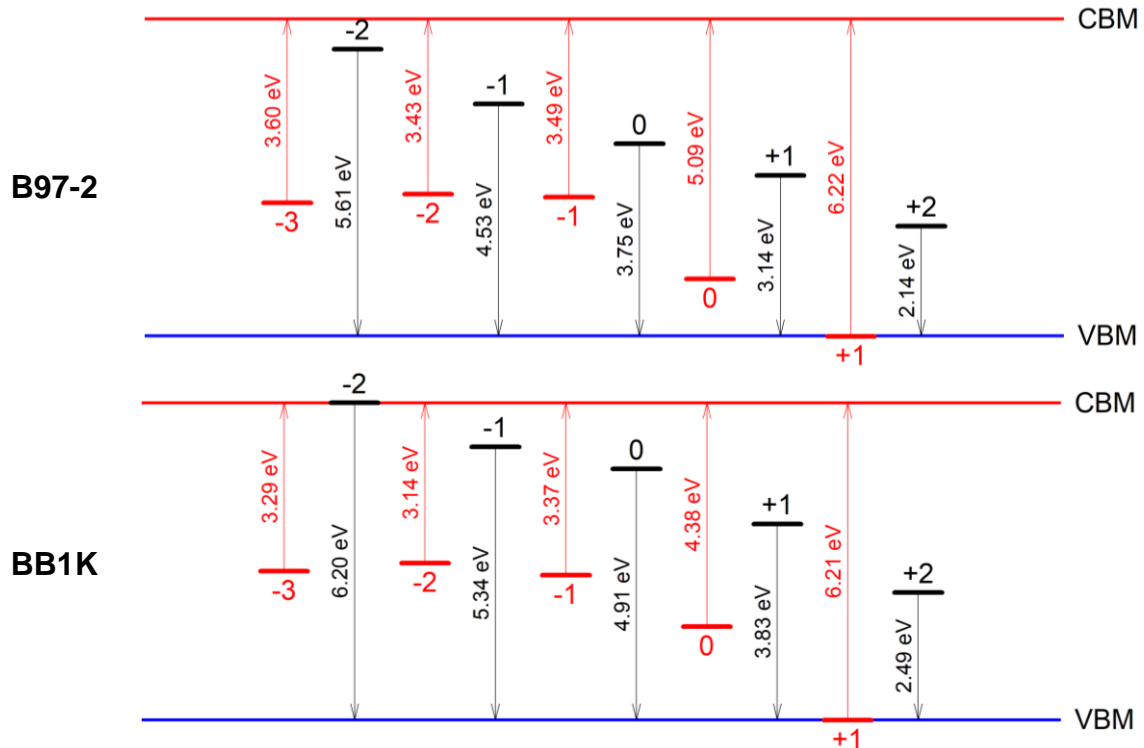 CBM
-2
-1
0
+1
+2
3.60 eV
5.61 eV
3.43 eV
4.53 eV
3.49 eV
3.75 eV
5.09 eV
3.14 eV
6.22 eV
2.14 eV
B97-2
-3
-2
-1
0
+1
VBM
CBM
-2
-1
0
+1
+2
3.29 eV
6.20 eV
3.14 eV
5.34 eV
3.37 eV
4.91 eV
4.38 eV
3.83 eV
6.21 eV
2.49 eV
BB1K
-3
-2
-1
0
+1
VBM